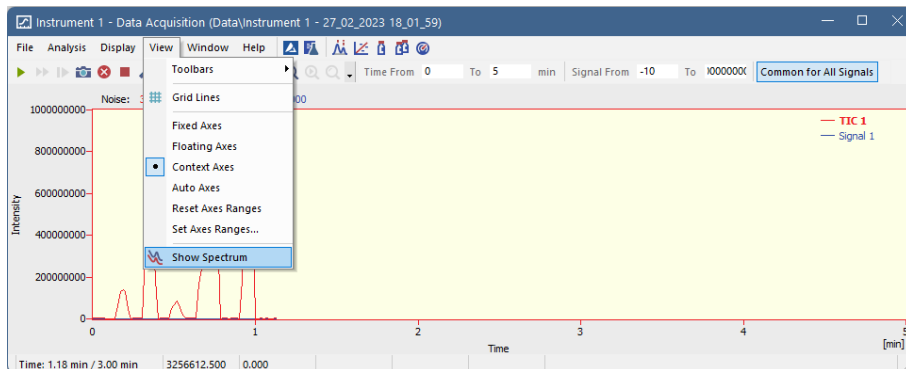 Instrument 1 - Data Acquisition (Data\Instrument 1 - 27_02_2023 18_01_59)
File Analysis Display View Window Help
Time From 0 To 5 min Signal From -10 To Common for All Signals
Toolbars
Grid Lines
Fixed Axes
Floating Axes
Context Axes
Auto Axes
Reset Axes Ranges
Set Axes Ranges...
Show Spectrum
Noise:
TIC 1
Signal 1
Intensity
1000000000
800000000
600000000
400000000
200000000
0
0 1 2 3 4 5
Time [min]
Time: 1.18 min / 3.00 min 3256612.500 0.000